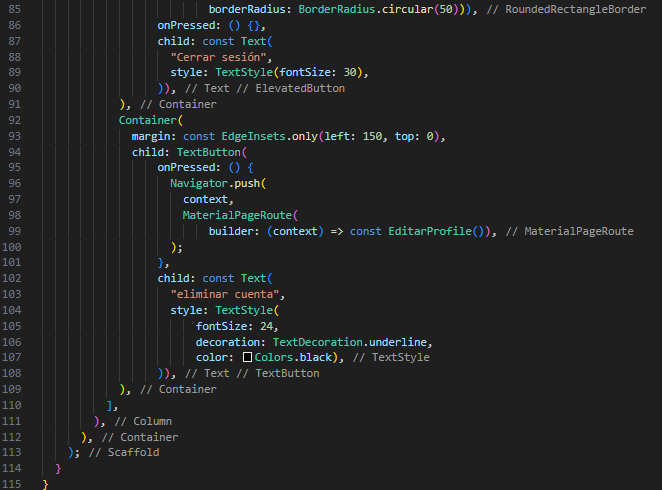 85 borderRadius: BorderRadius.circular(50))), // RoundedRectangleBorder
86 onPressed: () {},
87 child: const Text(
88 "Cerrar sesión",
89 style: TextStyle(fontSize: 30),
90 )), // Text // ElevatedButton
91 ), // Container
92 Container(
93 margin: const EdgeInsets.only(left: 150, top: 0),
94 child: TextButton(
95 onPressed: () {
96 Navigator.push(
97 context,
98 MaterialPageRoute(
99 builder: (context) => const EditarProfile()), // MaterialPageRoute
100 );
101 },
102 child: const Text(
103 "eliminar cuenta",
104 style: TextStyle(
105 fontSize: 24,
106 decoration: TextDecoration.underline,
107 color: Colors.black), // TextStyle
108 )), // Text // TextButton
109 ), // Container
110 ],
111 ), // Column
112 ), // Container
113 ); // Scaffold
114 }
115 }